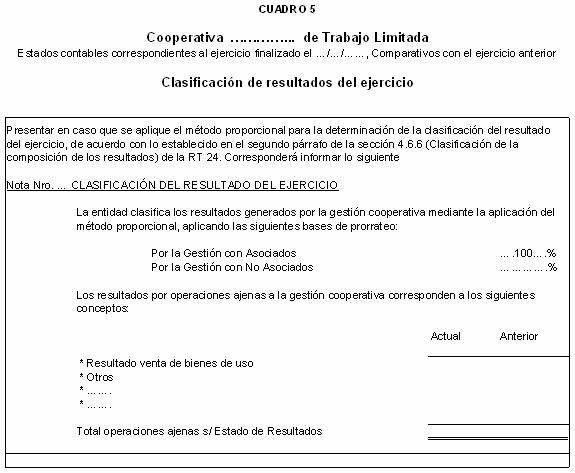 CUADRO 5
Cooperativa ………….. de Trabajo Limitada
Estados contables correspondientes al ejercicio finalizado el …/…/……, Comparativos con el ejercicio anterior
Clasificación de resultados del ejercicio
Presentar en caso que se aplique el método proporcional para la determinación de la clasificación del resultado
del ejercicio, de acuerdo con lo establecido en el segundo párrafo de la sección 4.6.6 (Clasificación de la
composición de los resultados) de la RT 24. Corresponderá informar lo siguiente
Nota Nro. ... CLASIFICACIÓN DEL RESULTADO DEL EJERCICIO
La entidad clasifica los resultados generados por la gestión cooperativa mediante la aplicación del
método proporcional, aplicando las siguientes bases de prorrateo:
Por la Gestión con Asociados ... .100....%
Por la Gestión con No Asociados ... ... ... ....%
Los resultados por operaciones ajenas a la gestión cooperativa corresponden a los siguientes
conceptos:
Actual Anterior
* Resultado venta de bienes de uso
* Otros
* .......
* .......
Total operaciones ajenas s/ Estado de Resultados